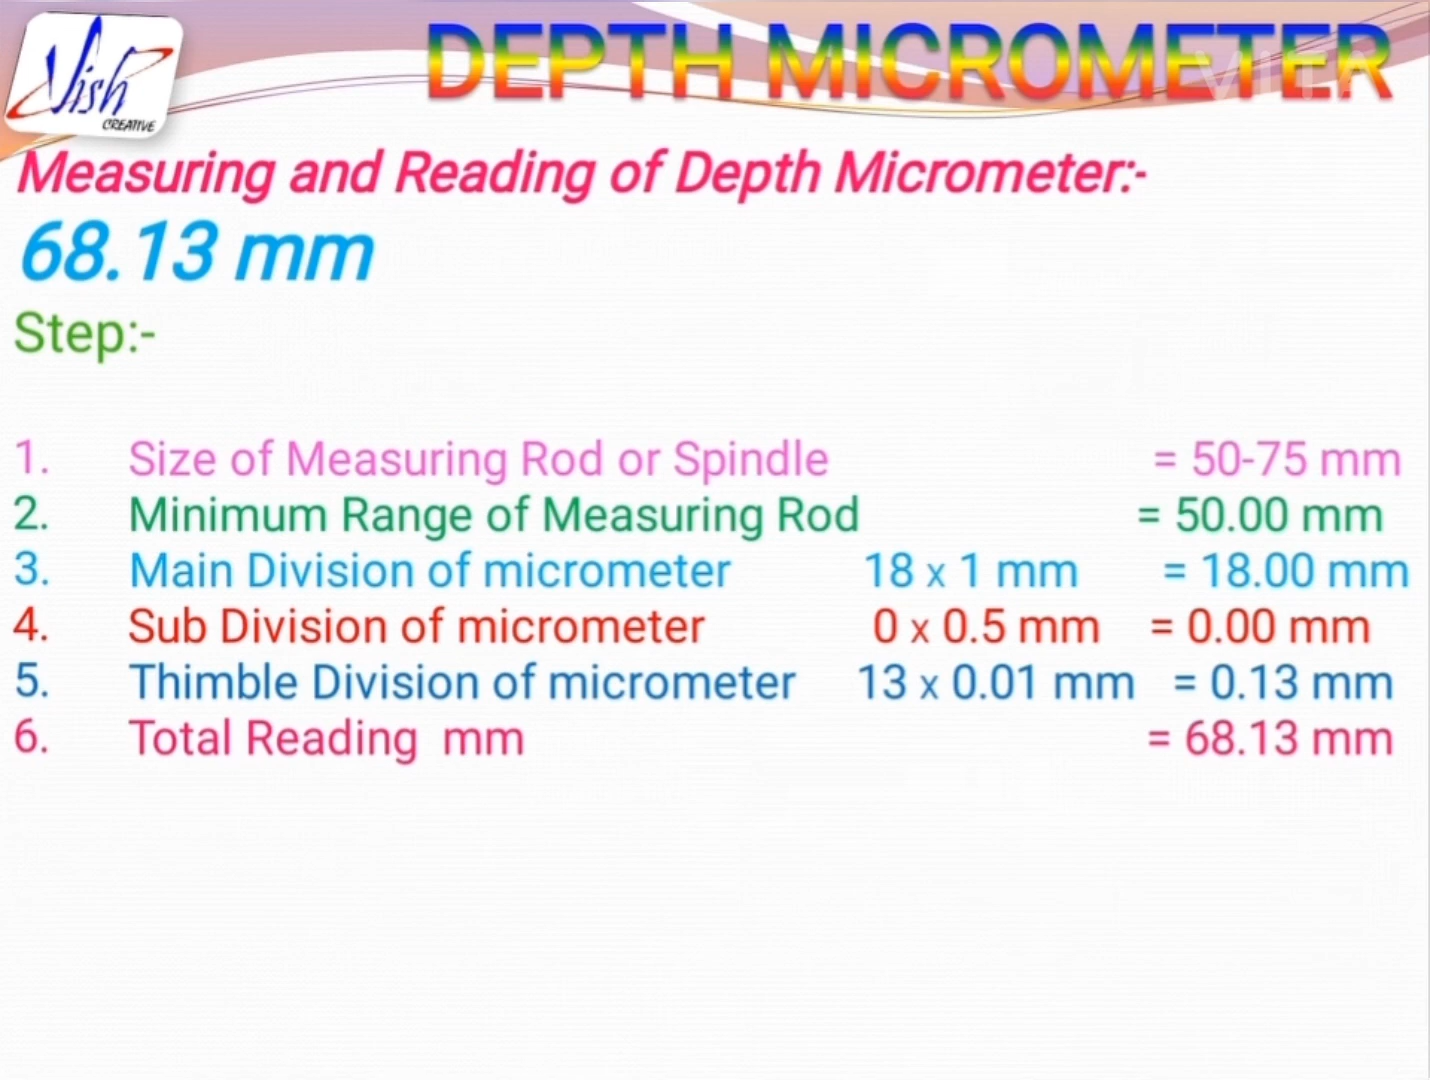 Vish
CREATIVE
DEPTH MICROMETER
VITA
Measuring and Reading of Depth Micrometer:-
68.13 mm
Step:-
1. Size of Measuring Rod or Spindle = 50-75 mm
2. Minimum Range of Measuring Rod = 50.00 mm
3. Main Division of micrometer 18 x 1 mm = 18.00 mm
4. Sub Division of micrometer 0 x 0.5 mm = 0.00 mm
5. Thimble Division of micrometer 13 x 0.01 mm = 0.13 mm
6. Total Reading mm = 68.13 mm